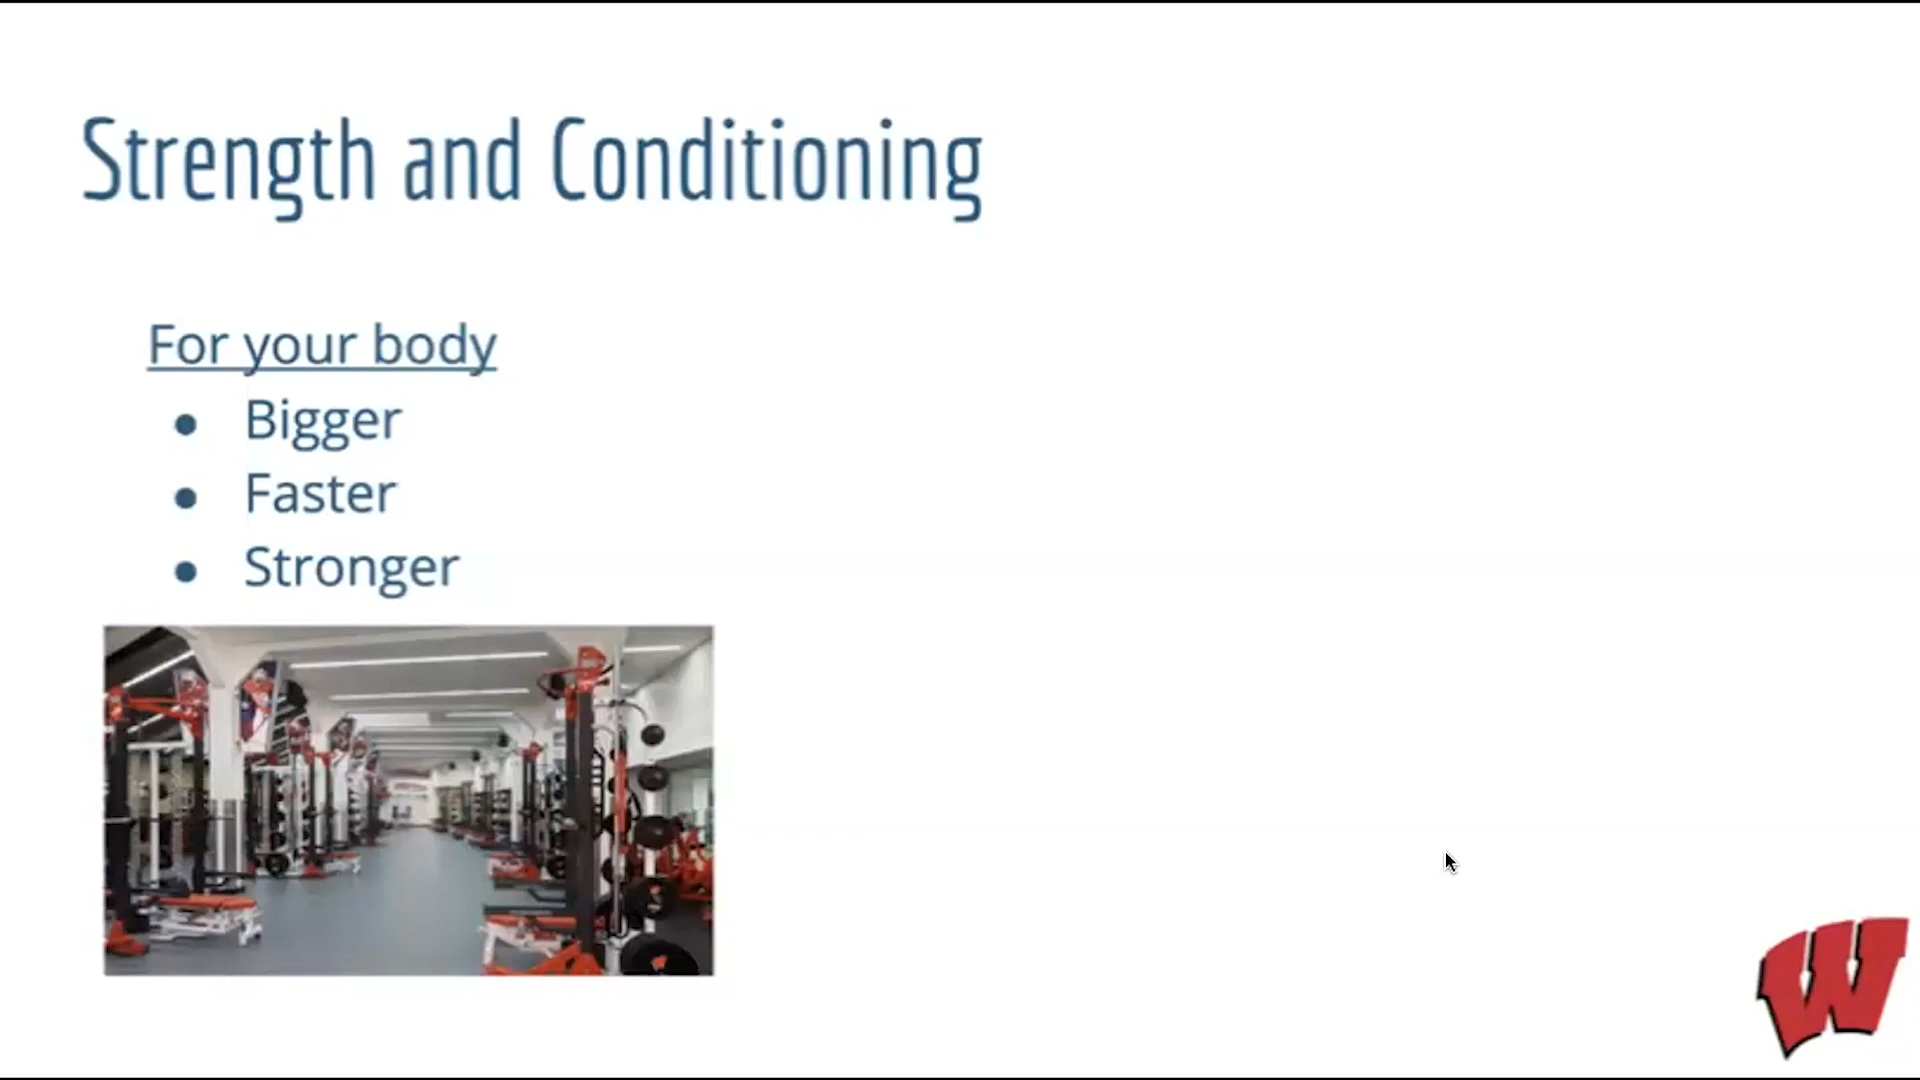 Strength and Conditioning
For your body
● Bigger
● Faster
● Stronger
W